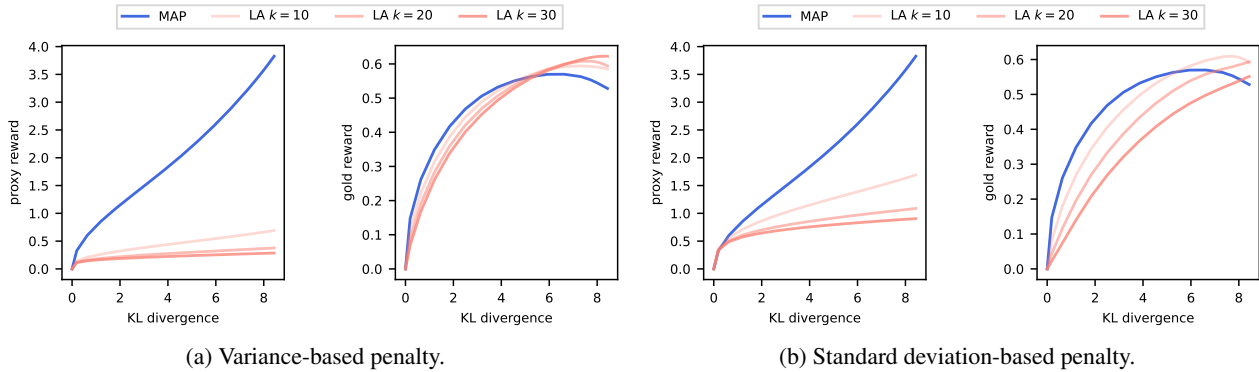 MAP LA k = 10 LA k = 20 LA k = 30
4.0
3.5
3.0
2.5
2.0
1.5
1.0
0.5
0.0
proxy reward
0 2 4 6 8
KL divergence
0.6
0.5
0.4
0.3
0.2
0.1
0.0
gold reward
0 2 4 6 8
KL divergence
(a) Variance-based penalty.
MAP LA k = 10 LA k = 20 LA k = 30
4.0
3.5
3.0
2.5
2.0
1.5
1.0
0.5
0.0
proxy reward
0 2 4 6 8
KL divergence
0.6
0.5
0.4
0.3
0.2
0.1
0.0
gold reward
0 2 4 6 8
KL divergence
(b) Standard deviation-based penalty.